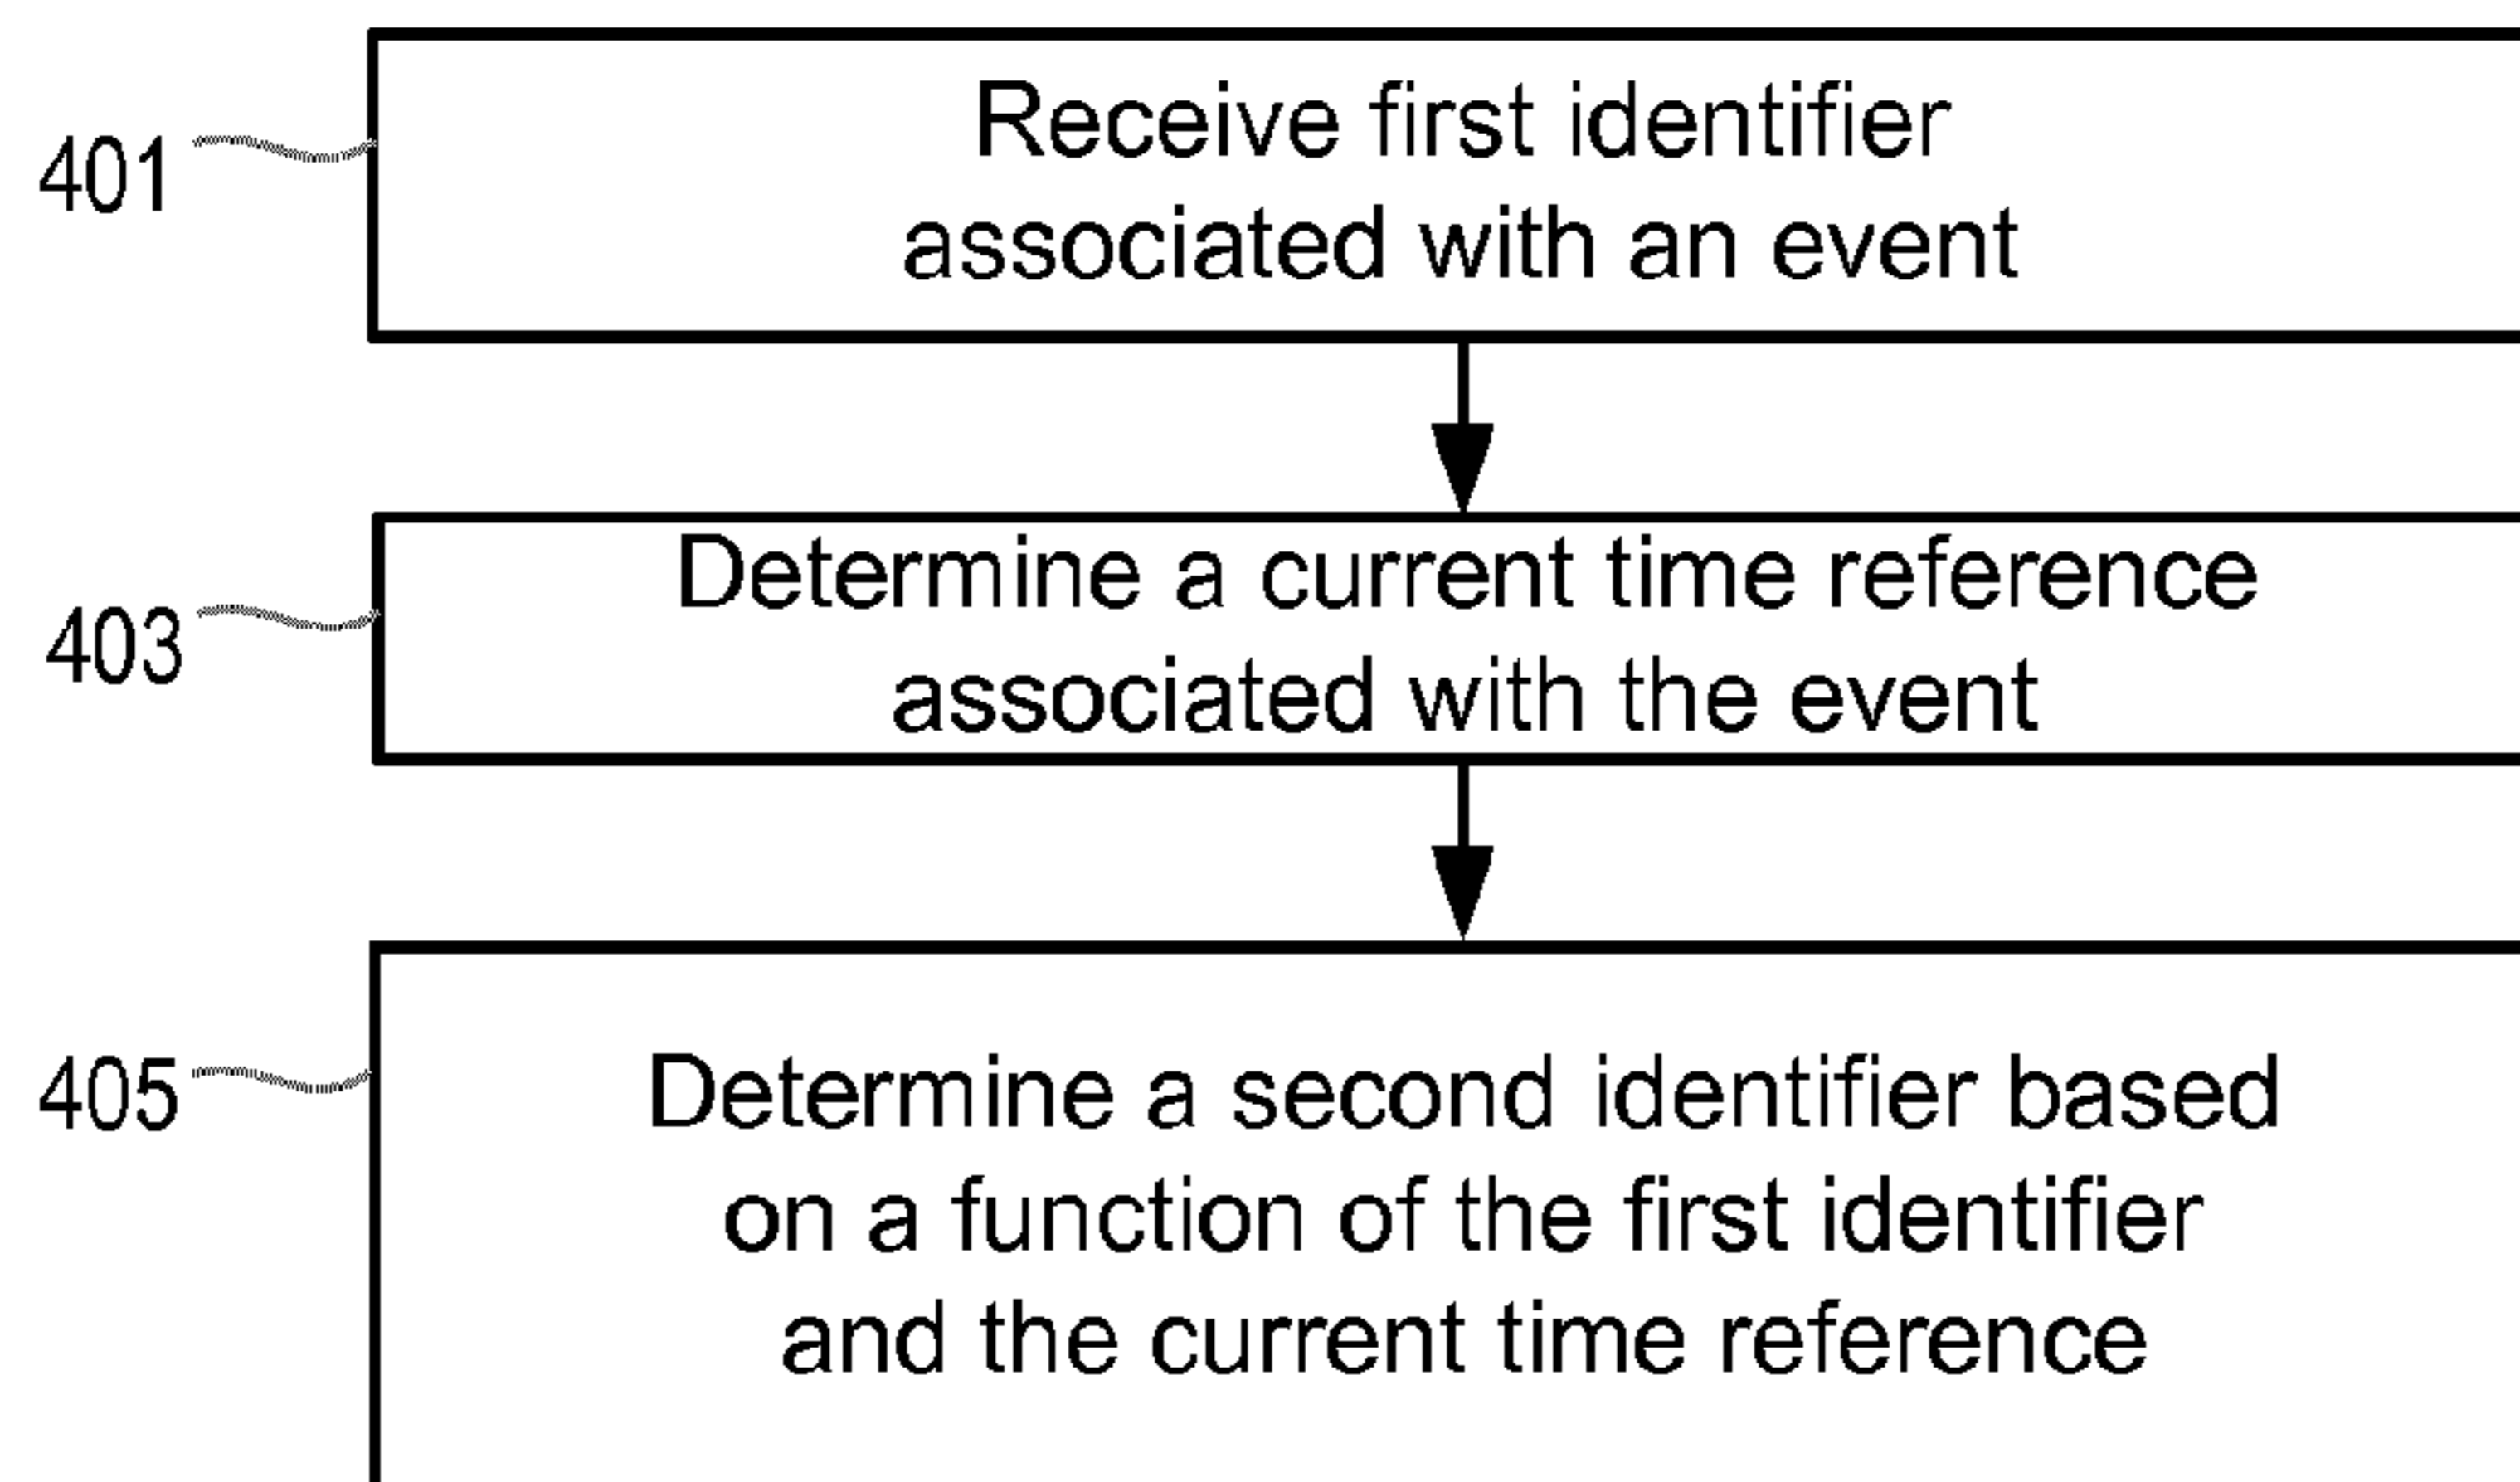 401
Receive first identifier
associated with an event
403
Determine a current time reference
associated with the event
405
Determine a second identifier based
on a function of the first identifier
and the current time reference